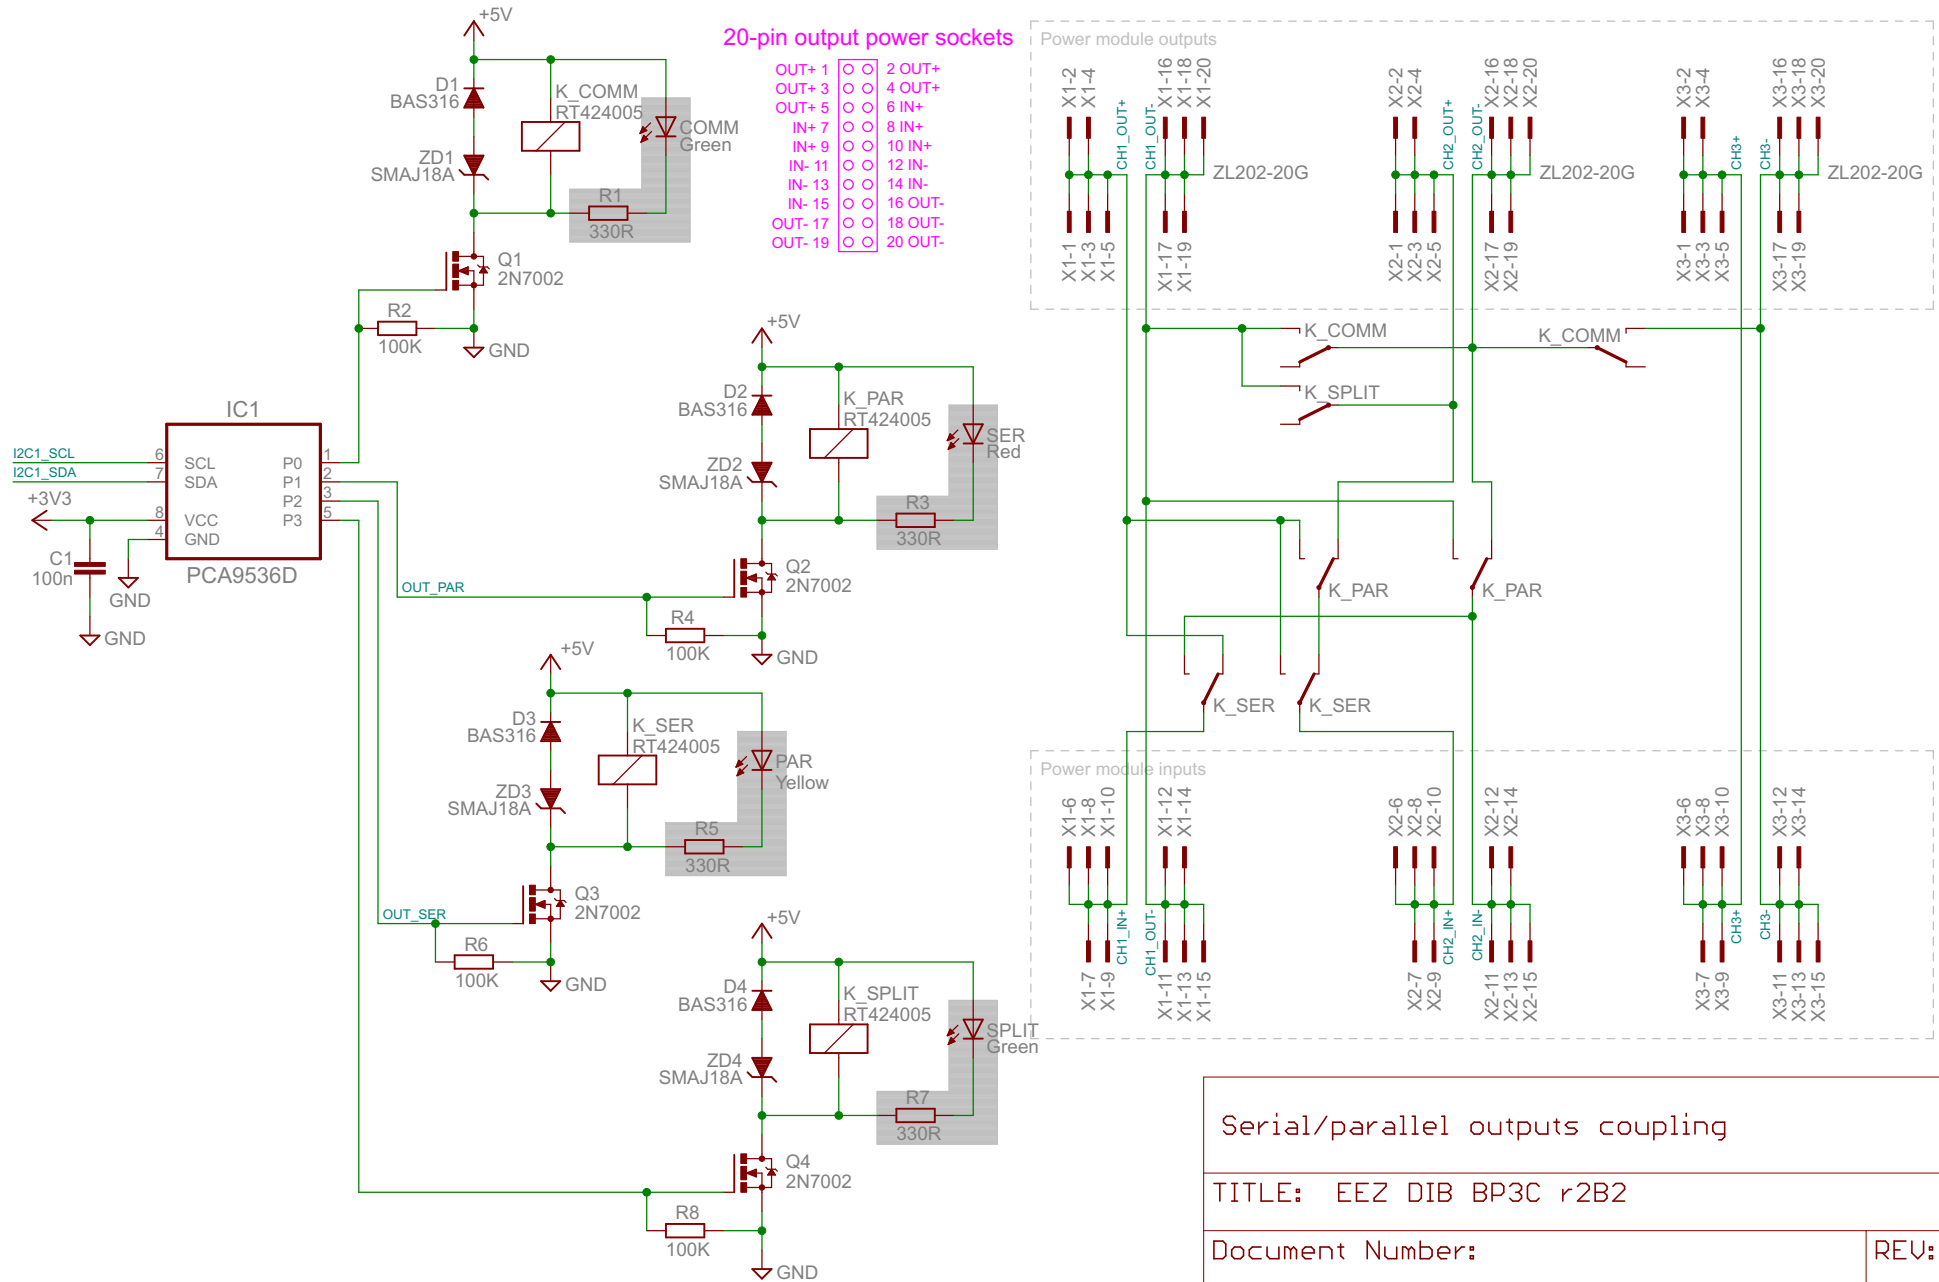 +5V
D1
BAS316
K_COMM
RT424005
COMM
Green
ZD1
SMAJ18A
R1
330R
Q1
2N7002
R2
100K
GND
20-pin output power sockets
OUT+ 1 2 OUT+
OUT+ 3 4 OUT+
OUT+ 5 6 IN+
IN+ 7 8 IN+
IN+ 9 10 IN+
IN- 11 12 IN-
IN- 13 14 IN-
IN- 15 16 OUT-
OUT- 17 18 OUT-
OUT- 19 20 OUT-
IC1
I2C1_SCL
I2C1_SDA
+3V3
6 SCL P0 1
7 SDA P1 2
P2 3
8 VCC P3 5
4 GND
PCA9536D
C1
100n
GND
GND
+5V
D2
BAS316
K_PAR
RT424005
SER
Red
ZD2
SMAJ18A
R3
330R
Q2
2N7002
OUT_PAR
R4
100K
GND
+5V
D3
BAS316
K_SER
RT424005
PAR
Yellow
ZD3
SMAJ18A
R5
330R
Q3
2N7002
OUT_SER
R6
100K
GND
+5V
D4
BAS316
K_SPLIT
RT424005
SPLIT
Green
ZD4
SMAJ18A
R7
330R
Q4
2N7002
R8
100K
GND
Power module outputs
X1-2
X1-4
CH1_OUT+
CH1_OUT-
X1-16
X1-18
X1-20
X2-2
X2-4
CH2_OUT+
CH2_OUT-
X2-16
X2-18
X2-20
X3-2
X3-4
CH3+
CH3-
X3-16
X3-18
X3-20
ZL202-20G
ZL202-20G
ZL202-20G
X1-1
X1-3
X1-5
X1-17
X1-19
X2-1
X2-3
X2-5
X2-17
X2-19
X3-1
X3-3
X3-5
X3-17
X3-19
K_COMM
K_COMM
K_SPLIT
K_PAR
K_PAR
K_SER
K_SER
Power module inputs
X1-6
X1-8
X1-10
X1-12
X1-14
X2-6
X2-8
X2-10
X2-12
X2-14
X3-6
X3-8
X3-10
X3-12
X3-14
CH1_IN+
CH1_OUT-
CH2_IN+
CH2_IN-
CH3+
CH3-
X1-7
X1-9
X1-11
X1-13
X1-15
X2-7
X2-9
X2-11
X2-13
X2-15
X3-7
X3-9
X3-11
X3-13
X3-15
Serial/parallel outputs coupling
TITLE: EEZ DIB BP3C r2B2
Document Number:
REV: